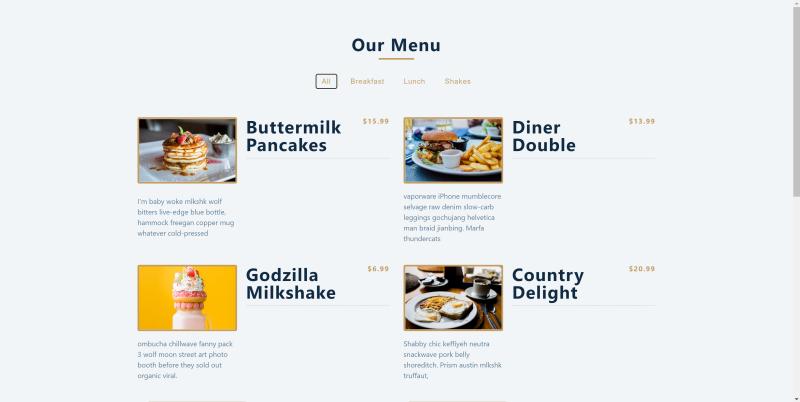 Our Menu
All Breakfast Lunch Shakes
Buttermilk
Pancakes
$15.99
I'm baby woke mlkshk wolf
bitters live-edge blue bottle,
hammock freegan copper mug
whatever cold-pressed
Diner
Double
$13.99
vaporware iPhone mumblecore
selvage raw denim slow-carb
leggings gochujang helvetica
man braid jianbing. Marfa
thundercats
Godzilla
Milkshake
$6.99
ombucha chillwave fanny pack
3 wolf moon street art photo
booth before they sold out
organic viral.
Country
Delight
$20.99
Shabby chic keffiyeh neutra
snackwave pork belly
shoreditch. Prism austin mlkshk
truffaut,